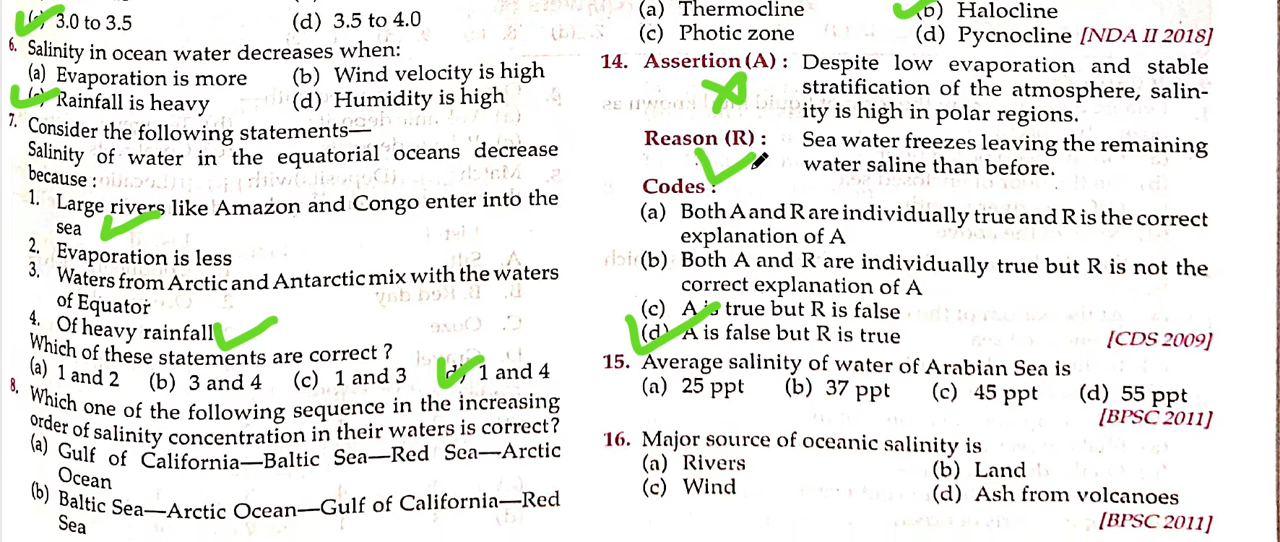 3.0 to 3.5 (d) 3.5 to 4.0
6. Salinity in ocean water decreases when:
(a) Evaporation is more (b) Wind velocity is high
Rainfall is heavy (d) Humidity is high
7. Consider the following statements—
Salinity of water in the equatorial oceans decrease
because :
1. Large rivers like Amazon and Congo enter into the
sea
2. Evaporation is less
3. Waters from Arctic and Antarctic mix with the waters
of Equator
4. Of heavy rainfall
Which of these statements are correct ?
(a) 1 and 2 (b) 3 and 4 (c) 1 and 3 (d) 1 and 4
8. Which one of the following sequence in the increasing
order of salinity concentration in their waters is correct?
(a) Gulf of California—Baltic Sea—Red Sea—Arctic
Ocean
(b) Baltic Sea—Arctic Ocean—Gulf of California—Red
Sea
(a) Thermocline (b) Halocline
(c) Photic zone (d) Pycnocline [NDA II 2018]
14. Assertion (A) : Despite low evaporation and stable
stratification of the atmosphere, salin-
ity is high in polar regions.
Reason (R) : Sea water freezes leaving the remaining
water saline than before.
Codes :
(a) Both A and R are individually true and R is the correct
explanation of A
(b) Both A and R are individually true but R is not the
correct explanation of A
(c) A is true but R is false
(d) A is false but R is true [CDS 2009]
15. Average salinity of water of Arabian Sea is
(a) 25 ppt (b) 37 ppt (c) 45 ppt (d) 55 ppt
[BPSC 2011]
16. Major source of oceanic salinity is
(a) Rivers (b) Land
(c) Wind (d) Ash from volcanoes
[BPSC 2011]